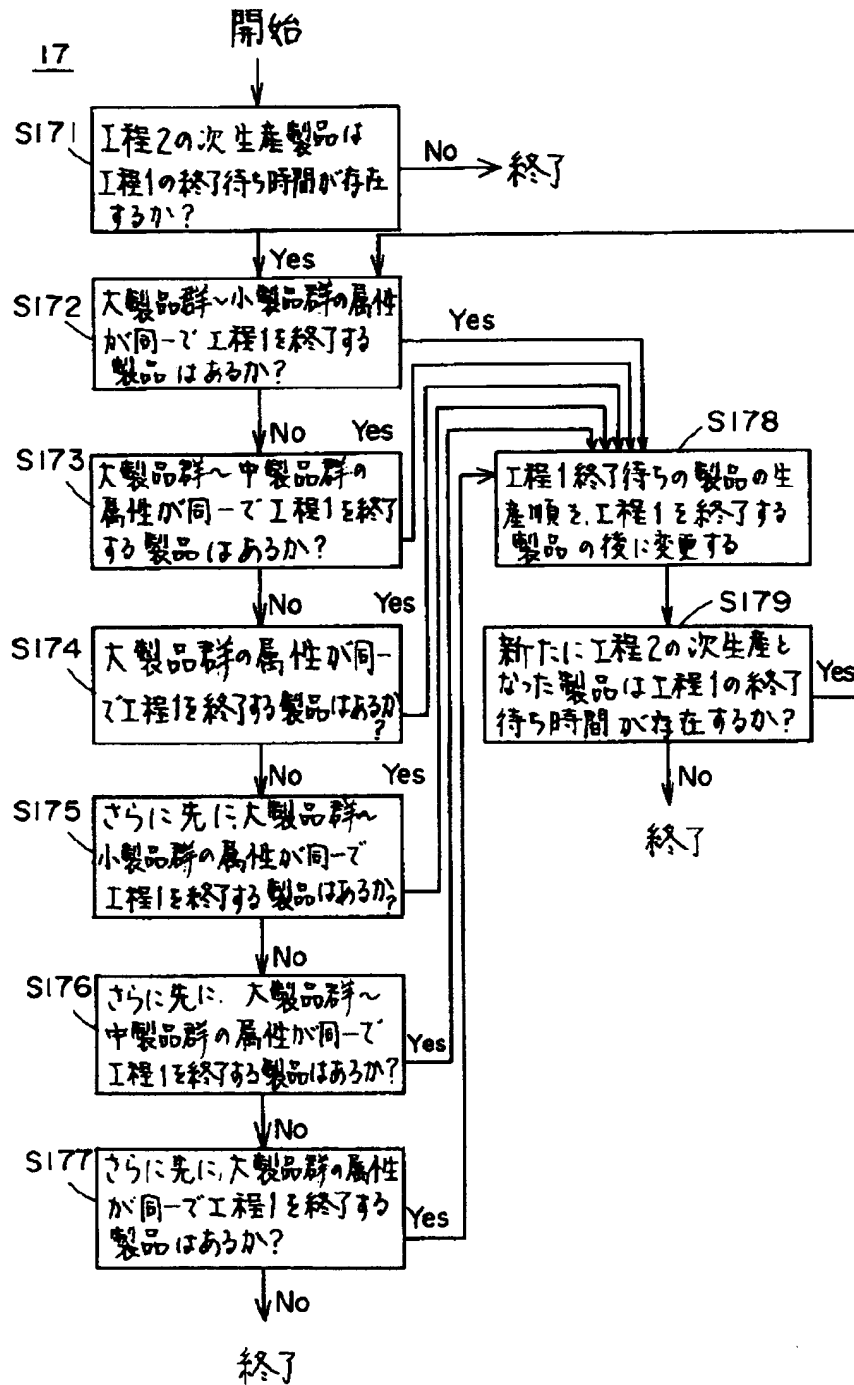 17
開始
S171
工程2の次生産製品は
工程1の終了待ち時間が存在
するか?
No
終了
Yes
S172
大製品群〜小製品群の属性
が同一で工程1を終了する
製品はあるか?
Yes
No
Yes
S173
大製品群〜中製品群の
属性が同一で工程1を終了
する製品はあるか?
No
Yes
S174
大製品群の属性が同一
で工程1を終了する製品はあるか
?
No
Yes
S175
さらに先に、大製品群〜
小製品群の属性が同一で
工程1を終了する製品はあるか?
No
S176
さらに先に、大製品群〜
中製品群の属性が同一で
工程1を終了する製品はあるか?
Yes
No
S177
さらに先に、大製品群の属性
が同一で工程1を終了する
製品はあるか?
Yes
No
終了
S178
工程1終了待ちの製品の生
産順を、工程1を終了する
製品の後に変更する
S179
新たに工程2の次生産と
なった製品は工程1の終了
待ち時間が存在するか?
Yes
No
終了